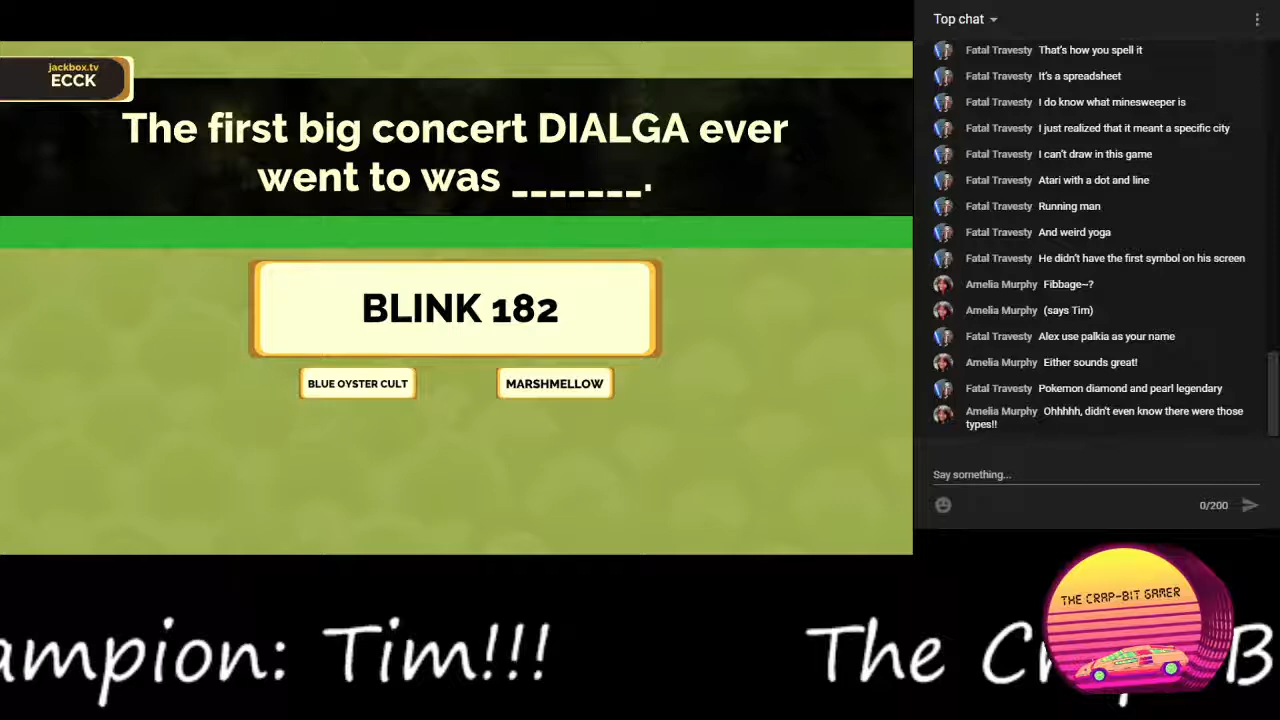 jackbox.tv
ECCK
The first big concert DIALGA ever
went to was _______.
BLINK 182
BLUE OYSTER CULT
MARSHMELLOW
Top chat
Fatal Travesty That's how you spell it
Fatal Travesty It's a spreadsheet
Fatal Travesty I do know what minesweeper is
Fatal Travesty I just realized that it meant a specific city
Fatal Travesty I can't draw in this game
Fatal Travesty Atari with a dot and line
Fatal Travesty Running man
Fatal Travesty And weird yoga
Fatal Travesty He didn't have the first symbol on his screen
Amelia Murphy Fibbage~?
Amelia Murphy (says Tim)
Fatal Travesty Alex use palkia as your name
Amelia Murphy Either sounds great!
Fatal Travesty Pokemon diamond and pearl legendary
Amelia Murphy Ohhhhh, didn't even know there were those
types!!
Say something...
0/200
THE CRAP-BIT GAMER
ampion: Tim!!!
The C
B